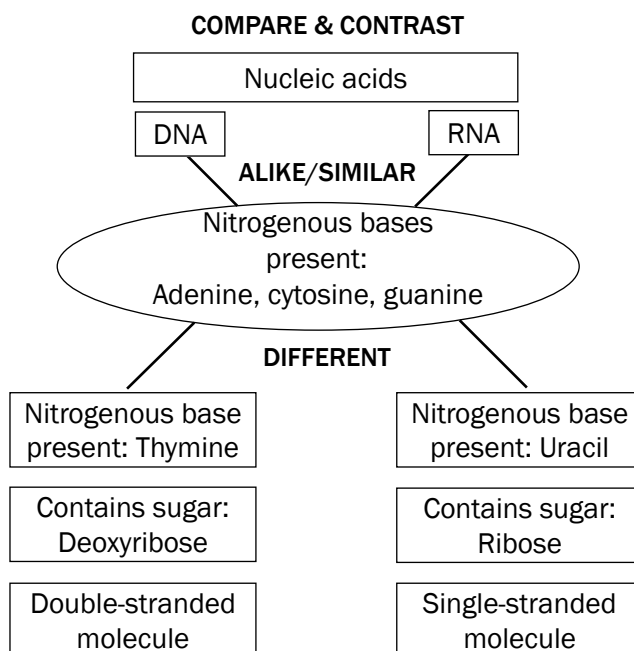 COMPARE & CONTRAST
Nucleic acids
DNA
RNA
ALIKE/SIMILAR
Nitrogenous bases
present:
Adenine, cytosine, guanine
DIFFERENT
Nitrogenous base
present: Thymine
Nitrogenous base
present: Uracil
Contains sugar:
Deoxyribose
Contains sugar:
Ribose
Double-stranded
molecule
Single-stranded
molecule